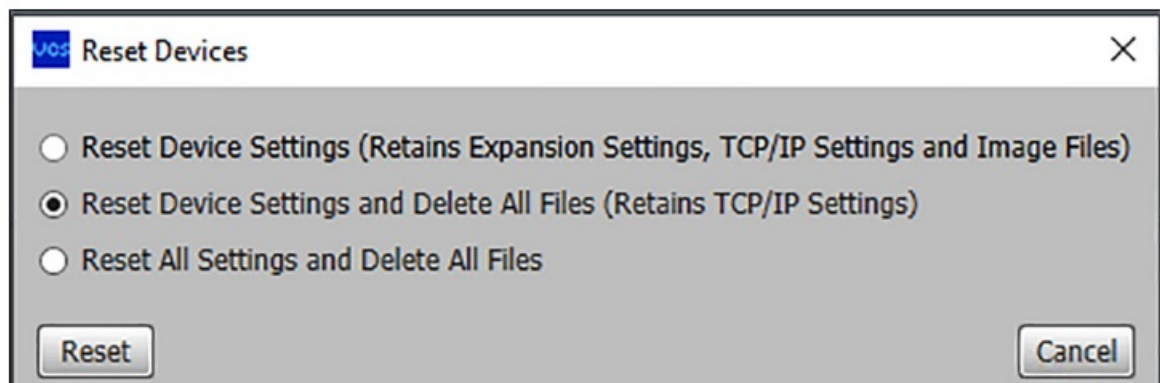 ves Reset Devices
Reset Device Settings (Retains Expansion Settings, TCP/IP Settings and Image Files)
Reset Device Settings and Delete All Files (Retains TCP/IP Settings)
Reset All Settings and Delete All Files
Reset Cancel